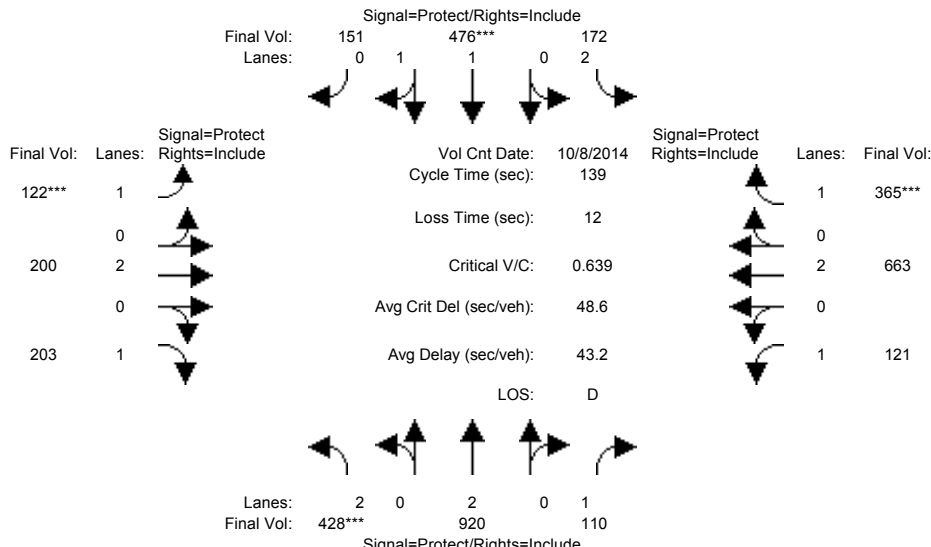 Signal=Protect/Rights=Include
Final Vol: 151 476*** 172
Lanes: 0 1 1 0 2
Signal=Protect Signal=Protect
Final Vol: Lanes: Rights=Include Vol Cnt Date: 10/8/2014 Rights=Include Lanes: Final Vol:
Cycle Time (sec): 139
122*** 1 1 365***
Loss Time (sec): 12
0 0
200 2 Critical V/C: 0.639 2 663
0 Avg Crit Del (sec/veh): 48.6 0
203 1 Avg Delay (sec/veh): 43.2 1 121
LOS: D
Lanes: 2 0 2 0 1
Final Vol: 428*** 920 110
Signal=Protect/Rights=Include